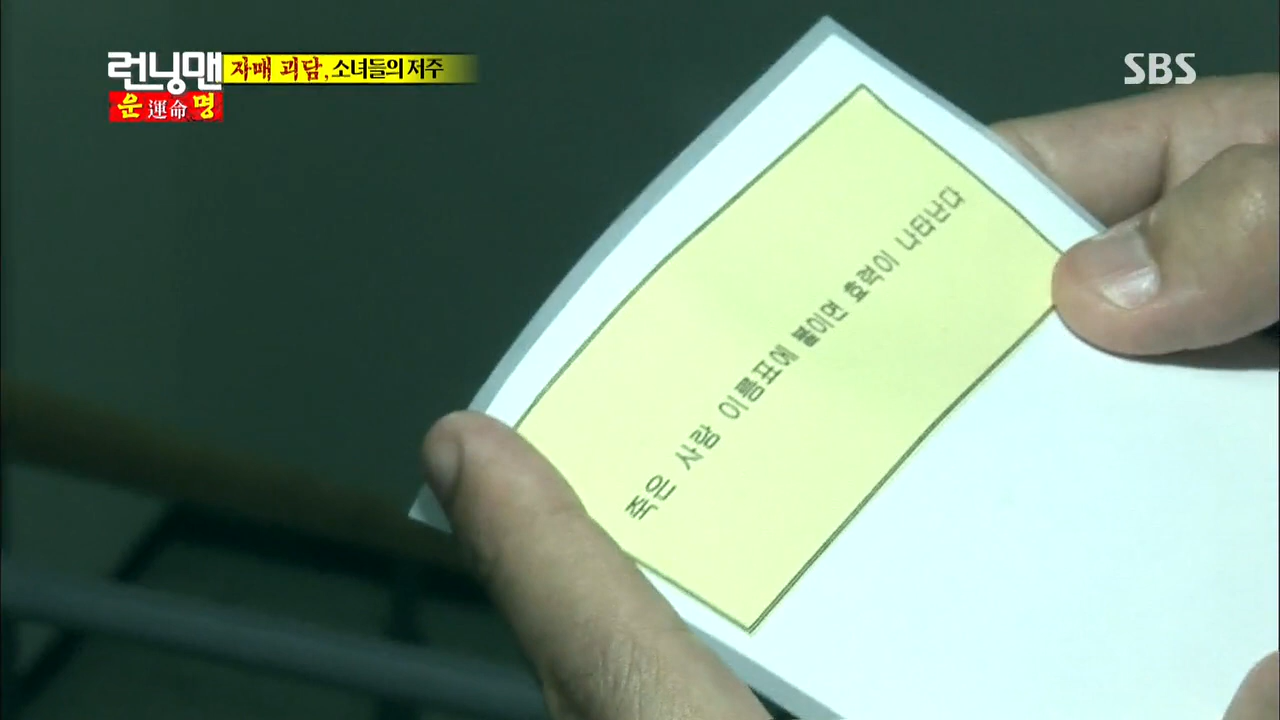 런닝맨
운 運命 명
자매 괴담, 소녀들의 저주
SBS
죽은 사람 이름표에 붙이면 효력이 나타난다